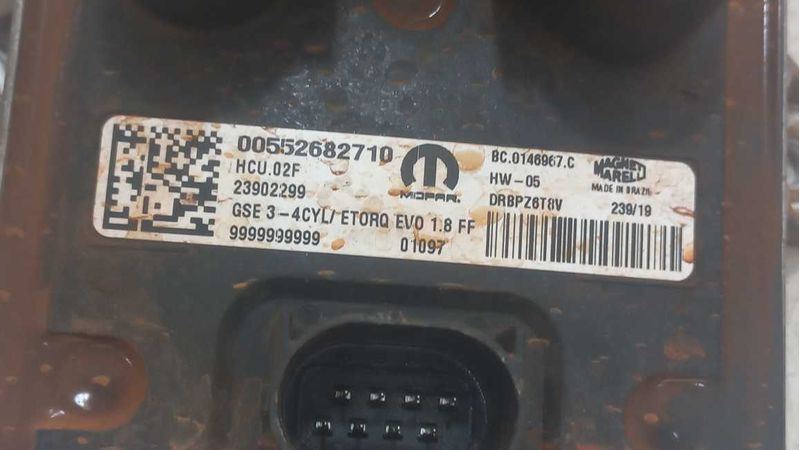 00552682710
HCU.02F
23902299
GSE 3-4CYL/ ETORQ EVO 1.8 FF
9999999999
01097
MOPAR.
BC.0146967.C
HW-05
DRBPZ6T8V
MAGNETI
MARELLI
MADE IN BRAZIL
239/19